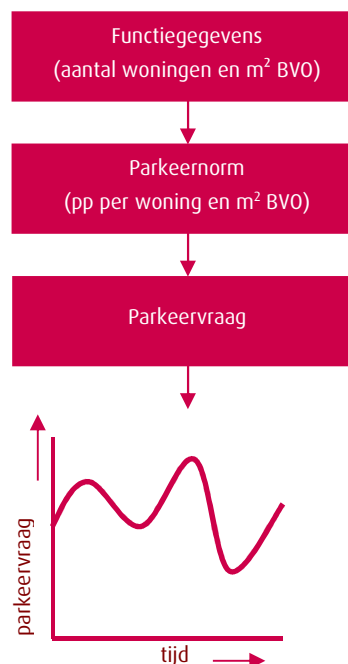 Functiegegevens
(aantal woningen en m² BVO)
Parkeernorm
(pp per woning en m² BVO)
Parkeervraag
parkeervraag
tijd